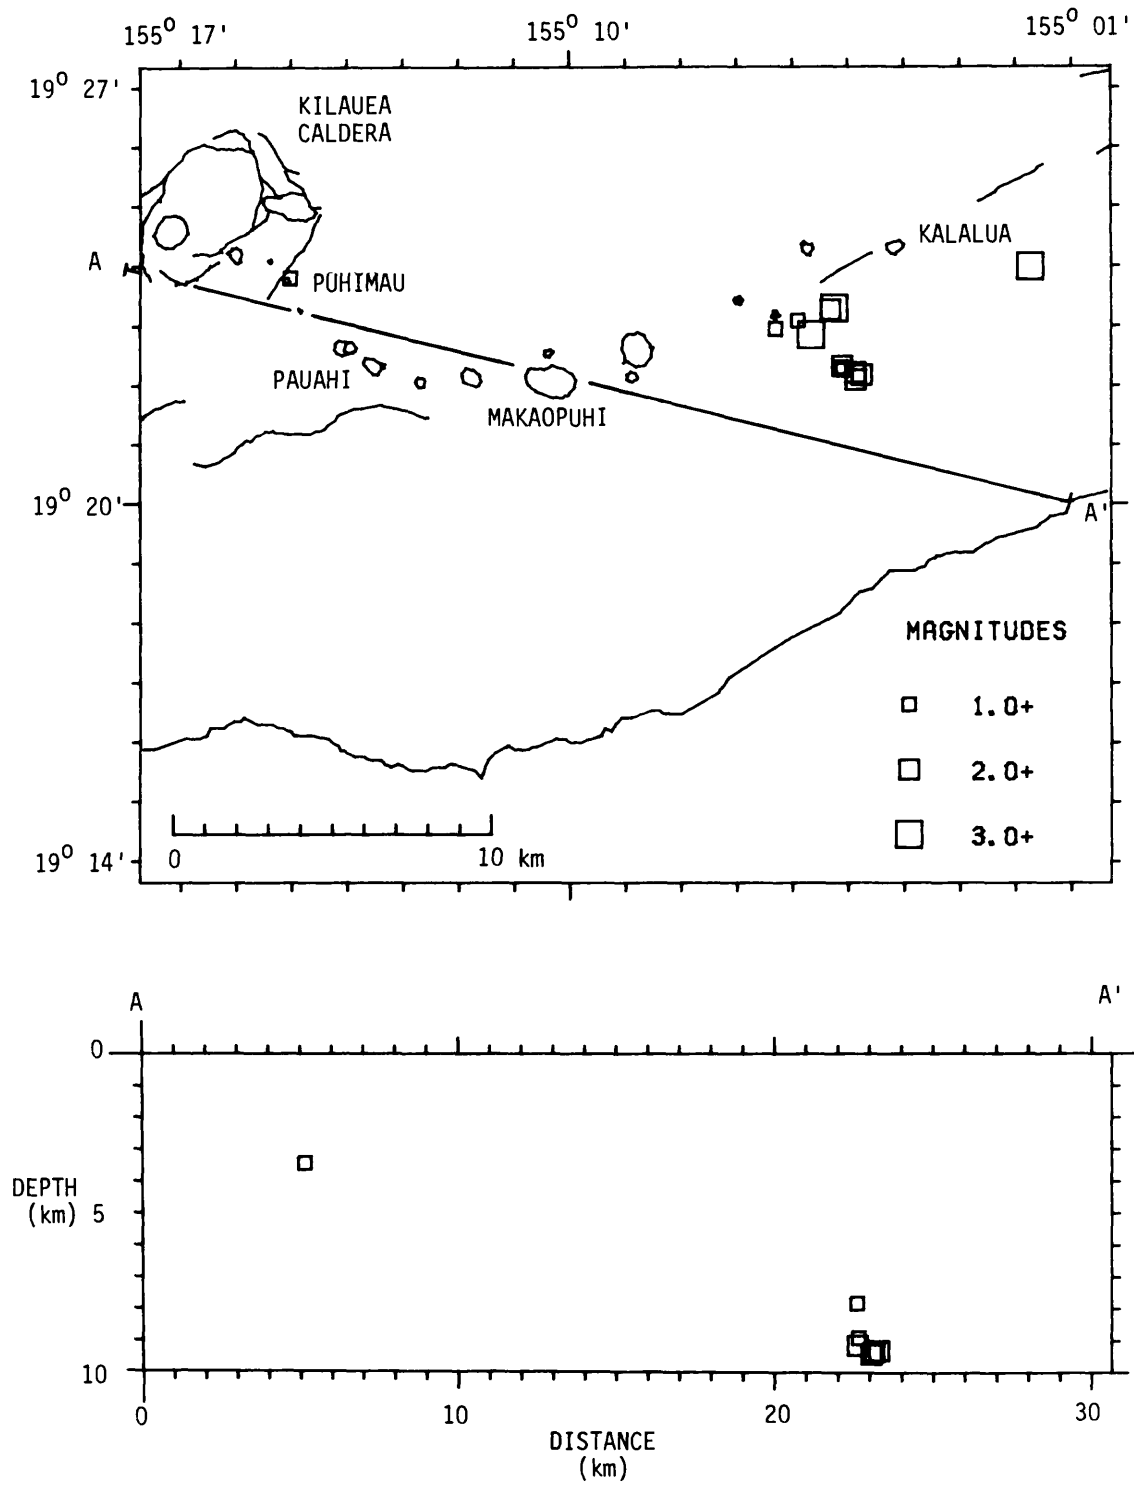 155° 17' 155° 10' 155° 01'
19° 27'
KILAUEA
CALDERA
KALALUA
A
PUHIMAU
PAUAHI
MAKAOPUHI
19° 20'
A'
MAGNITUDES
1.0+
2.0+
3.0+
0 10 km
19° 14'
A A'
0
DEPTH
(km) 5
10
0 10 20 30
DISTANCE
(km)